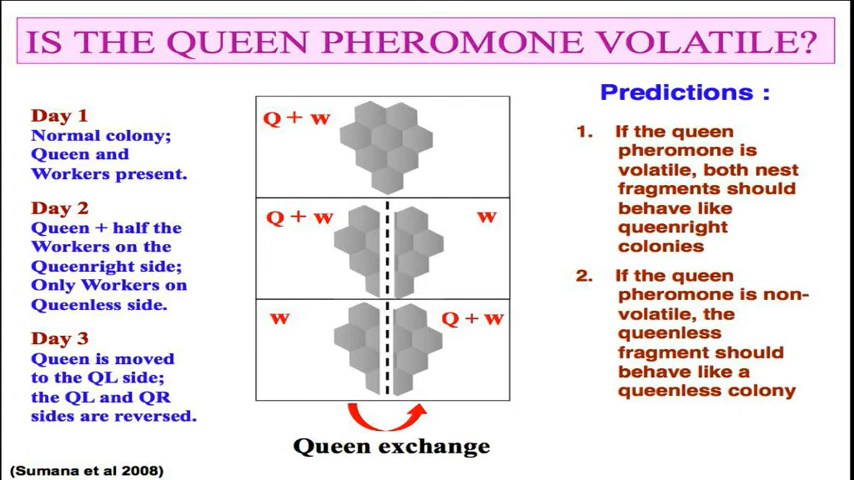 IS THE QUEEN PHEROMONE VOLATILE?
Day 1
Normal colony;
Queen and
Workers present.
Day 2
Queen + half the
Workers on the
Queenright side;
Only Workers on
Queenless side.
Day 3
Queen is moved
to the QL side;
the QL and QR
sides are reversed.
(Sumana et al 2008)
Q + w
Q + w w
w Q + w
Queen exchange
Predictions :
1. If the queen
pheromone is
volatile, both nest
fragments should
behave like
queenright
colonies
2. If the queen
pheromone is non-
volatile, the
queenless
fragment should
behave like a
queenless colony